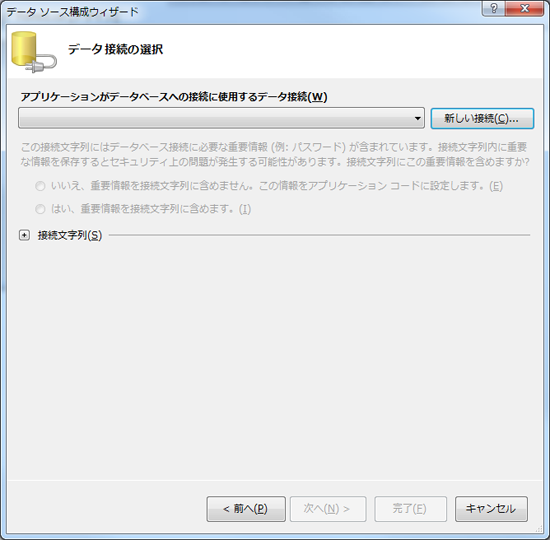 データ ソース構成ウィザード
データ接続の選択
アプリケーションがデータベースへの接続に使用するデータ接続(W)
新しい接続(C)...
この接続文字列にはデータベース接続に必要な重要情報 (例: パスワード) が含まれています。接続文字列内に重要
な情報を保存するとセキュリティ上の問題が発生する可能性があります。接続文字列にこの重要情報を含めますか?
いいえ、重要情報を接続文字列に含めません。この情報をアプリケーション コードに設定します。(E)
はい、重要情報を接続文字列に含めます。(I)
接続文字列(S)
< 前へ(P)
次へ(N) >
完了(F)
キャンセル